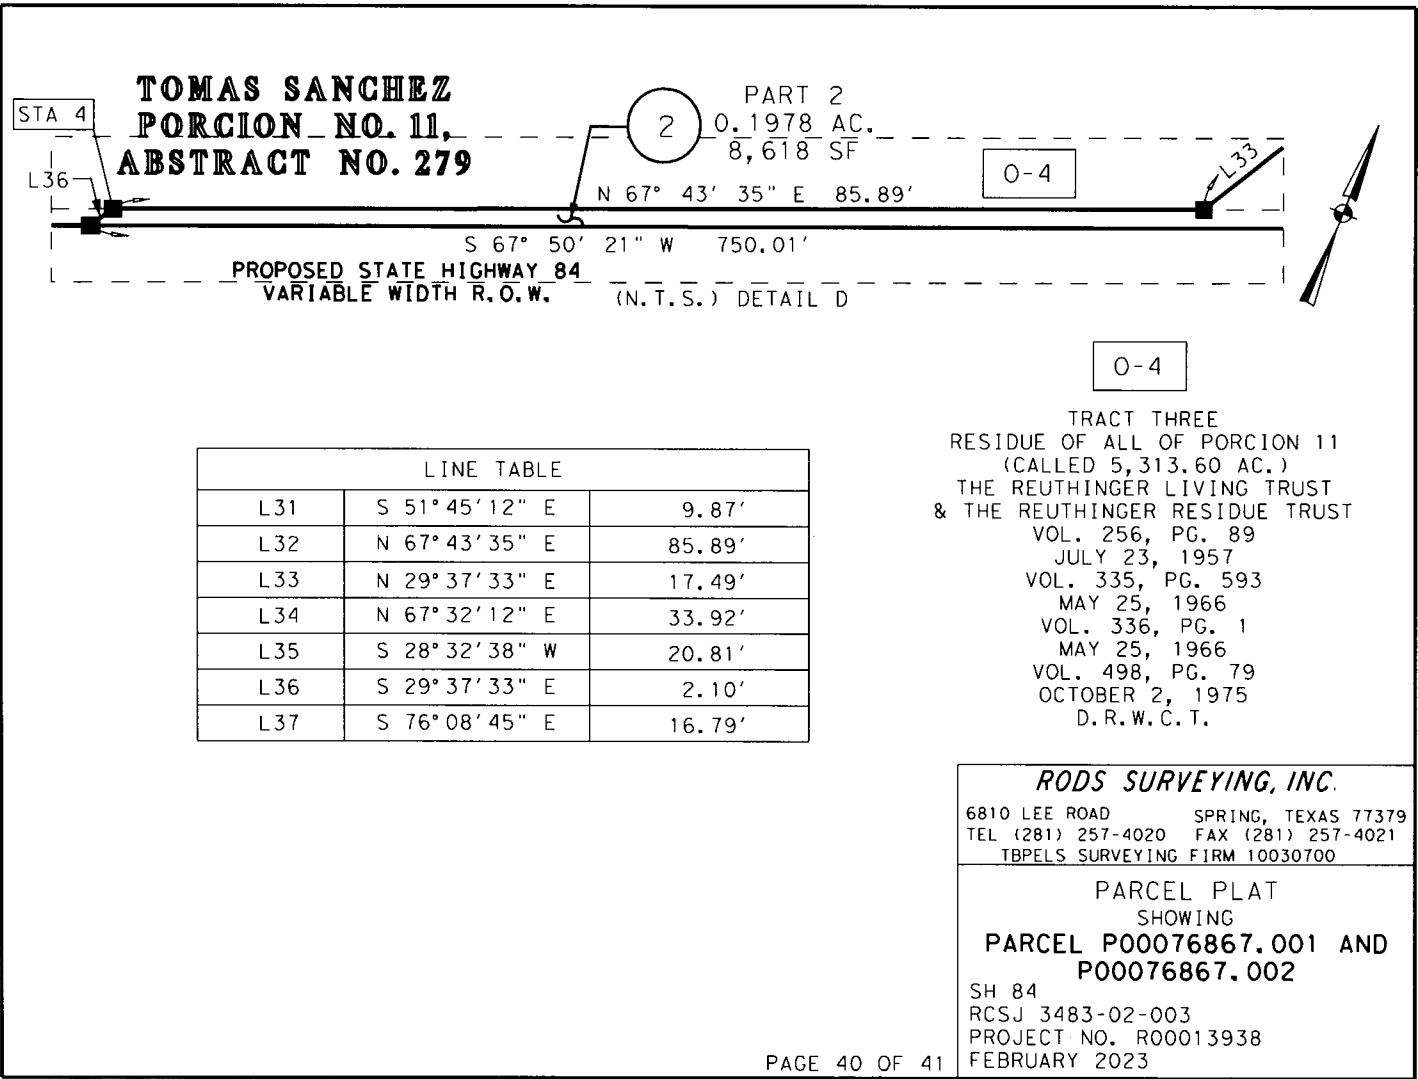 TOMAS SANCHEZ
PORCION NO. 11,
ABSTRACT NO. 279
STA 4
L36
2
PART 2
0.1978 AC.
8,618 SF
O-4
L33
N 67° 43' 35" E 85.89'
S 67° 50' 21" W 750.01'
PROPOSED STATE HIGHWAY 84
VARIABLE WIDTH R.O.W.
(N.T.S.) DETAIL D
O-4
TRACT THREE
RESIDUE OF ALL OF PORCION 11
(CALLED 5,313.60 AC.)
THE REUTHINGER LIVING TRUST
& THE REUTHINGER RESIDUE TRUST
VOL. 256, PG. 89
JULY 23, 1957
VOL. 335, PG. 593
MAY 25, 1966
VOL. 336, PG. 1
MAY 25, 1966
VOL. 498, PG. 79
OCTOBER 2, 1975
D.R.W.C.T.
LINE TABLE
L31 S 51°45'12" E 9.87'
L32 N 67°43'35" E 85.89'
L33 N 29°37'33" E 17.49'
L34 N 67°32'12" E 33.92'
L35 S 28°32'38" W 20.81'
L36 S 29°37'33" E 2.10'
L37 S 76°08'45" E 16.79'
RODS SURVEYING, INC.
6810 LEE ROAD SPRING, TEXAS 77379
TEL (281) 257-4020 FAX (281) 257-4021
TBPELS SURVEYING FIRM 10030700
PARCEL PLAT
SHOWING
PARCEL P00076867.001 AND
P00076867.002
SH 84
RCSJ 3483-02-003
PROJECT NO. R00013938
FEBRUARY 2023
PAGE 40 OF 41